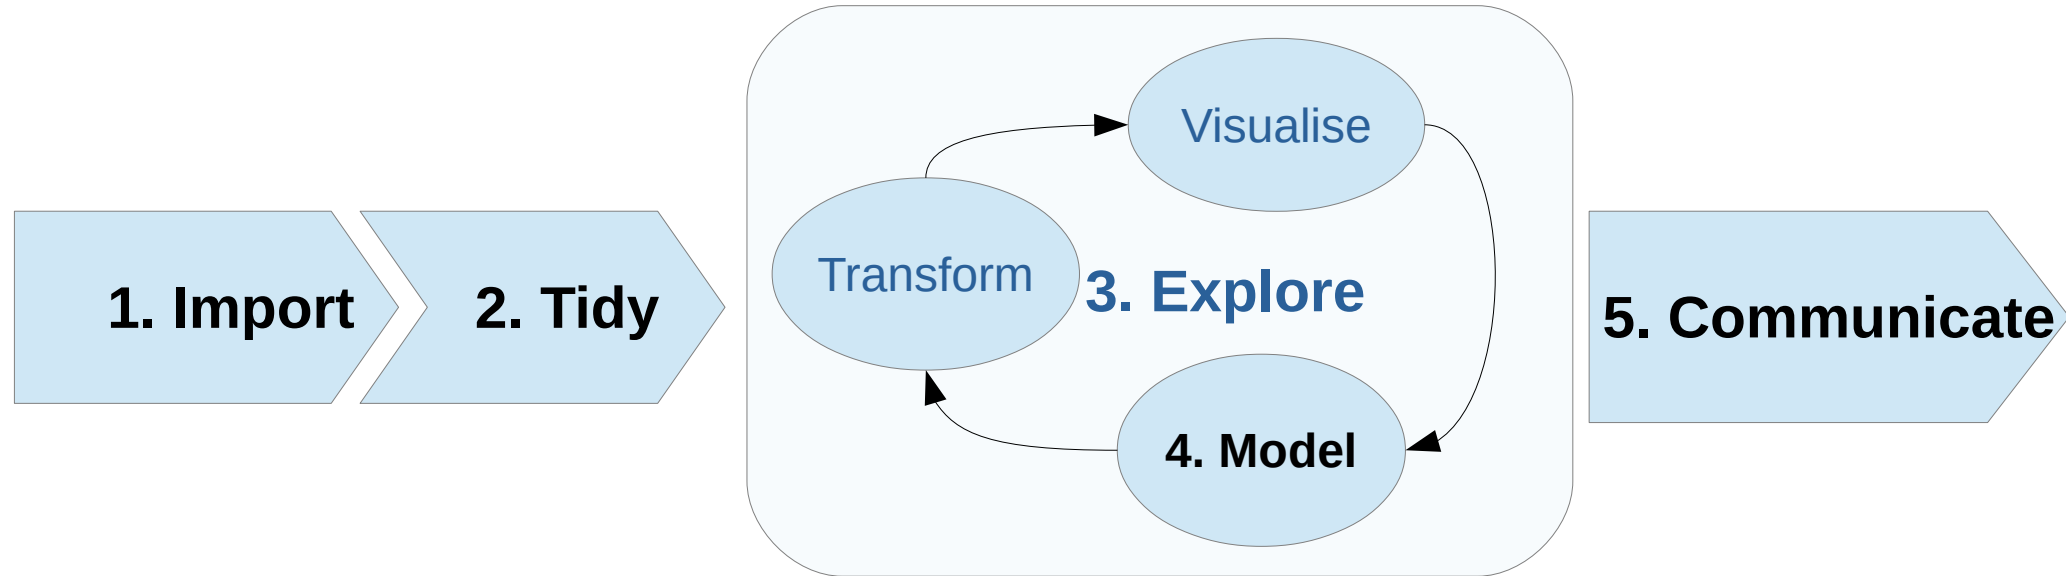 1. Import
2. Tidy
Visualise
Transform
3. Explore
4. Model
5. Communicate